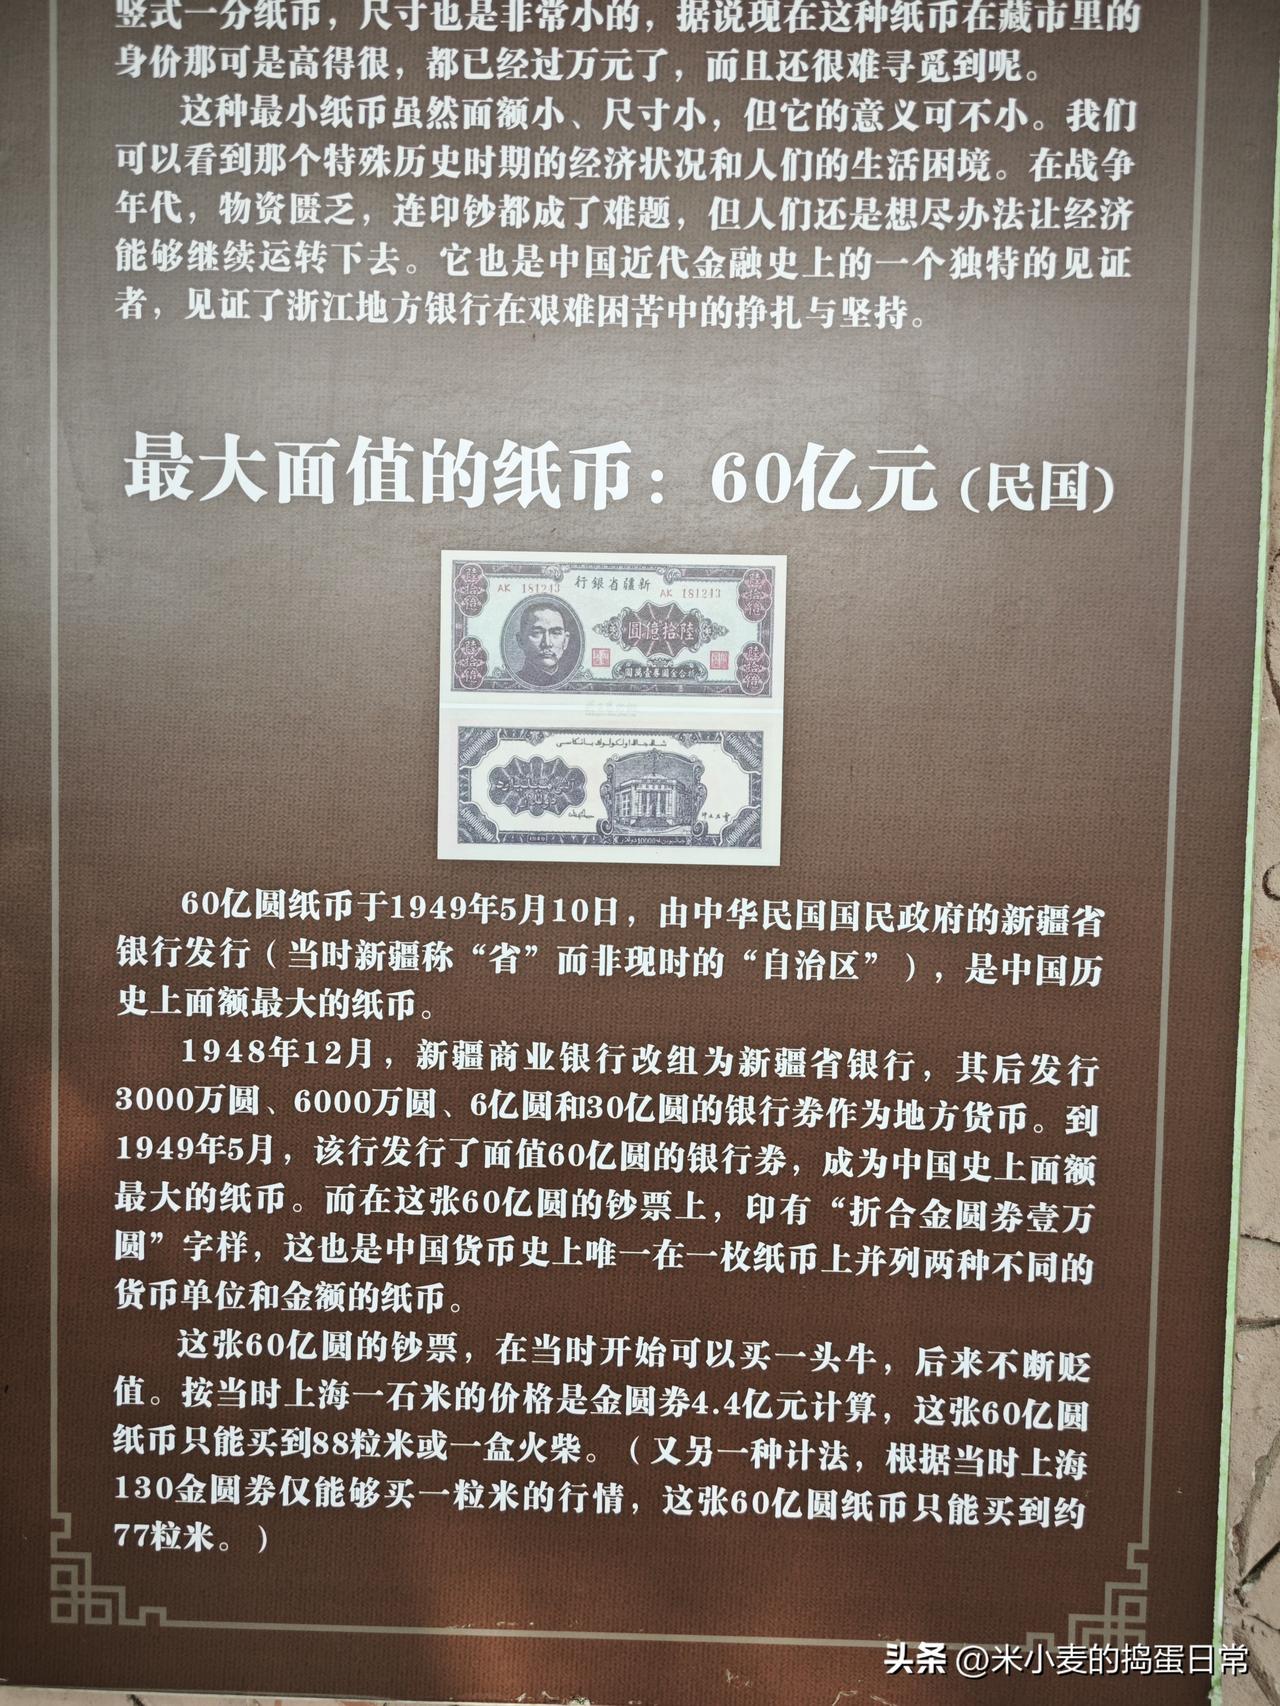 竖式一分纸币，尺寸也是非常小的，据说现在这种纸币在藏市里的
身价那可是高得很，都已经过万元了，而且还很难寻觅到呢。
这种最小纸币虽然面额小、尺寸小，但它的意义可不小。我们
可以看到那个特殊历史时期的经济状况和人们的生活困境。在战争
年代，物资匮乏，连印钞都成了难题，但人们还是想尽办法让经济
能够继续运转下去。它也是中国近代金融史上的一个独特的见证
者，见证了浙江地方银行在艰难困苦中的挣扎与坚持。
最大面值的纸币：60亿元（民国）
行銀省疆新
AK 181243
AK 181243
圓億拾陸
圓萬壹券圓金合折
1949
60亿圆纸币于1949年5月10日，由中华民国国民政府的新疆省
银行发行（当时新疆称“省”而非现时的“自治区”），是中国历
史上面额最大的纸币。
1948年12月，新疆商业银行改组为新疆省银行，其后发行
3000万圆、6000万圆、6亿圆和30亿圆的银行券作为地方货币。到
1949年5月，该行发行了面值60亿圆的银行券，成为中国史上面额
最大的纸币。而在这张60亿圆的钞票上，印有“折合金圆券壹万
圆”字样，这也是中国货币史上唯一在一枚纸币上并列两种不同的
货币单位和金额的纸币。
这张60亿圆的钞票，在当时开始可以买一头牛，后来不断贬
值。按当时上海一石米的价格是金圆券4.4亿元计算，这张60亿圆
纸币只能买到88粒米或一盒火柴。（又另一种计法，根据当时上海
130金圆券仅能够买一粒米的行情，这张60亿圆纸币只能买到约
77粒米。）
头条 @米小麦的捣蛋日常